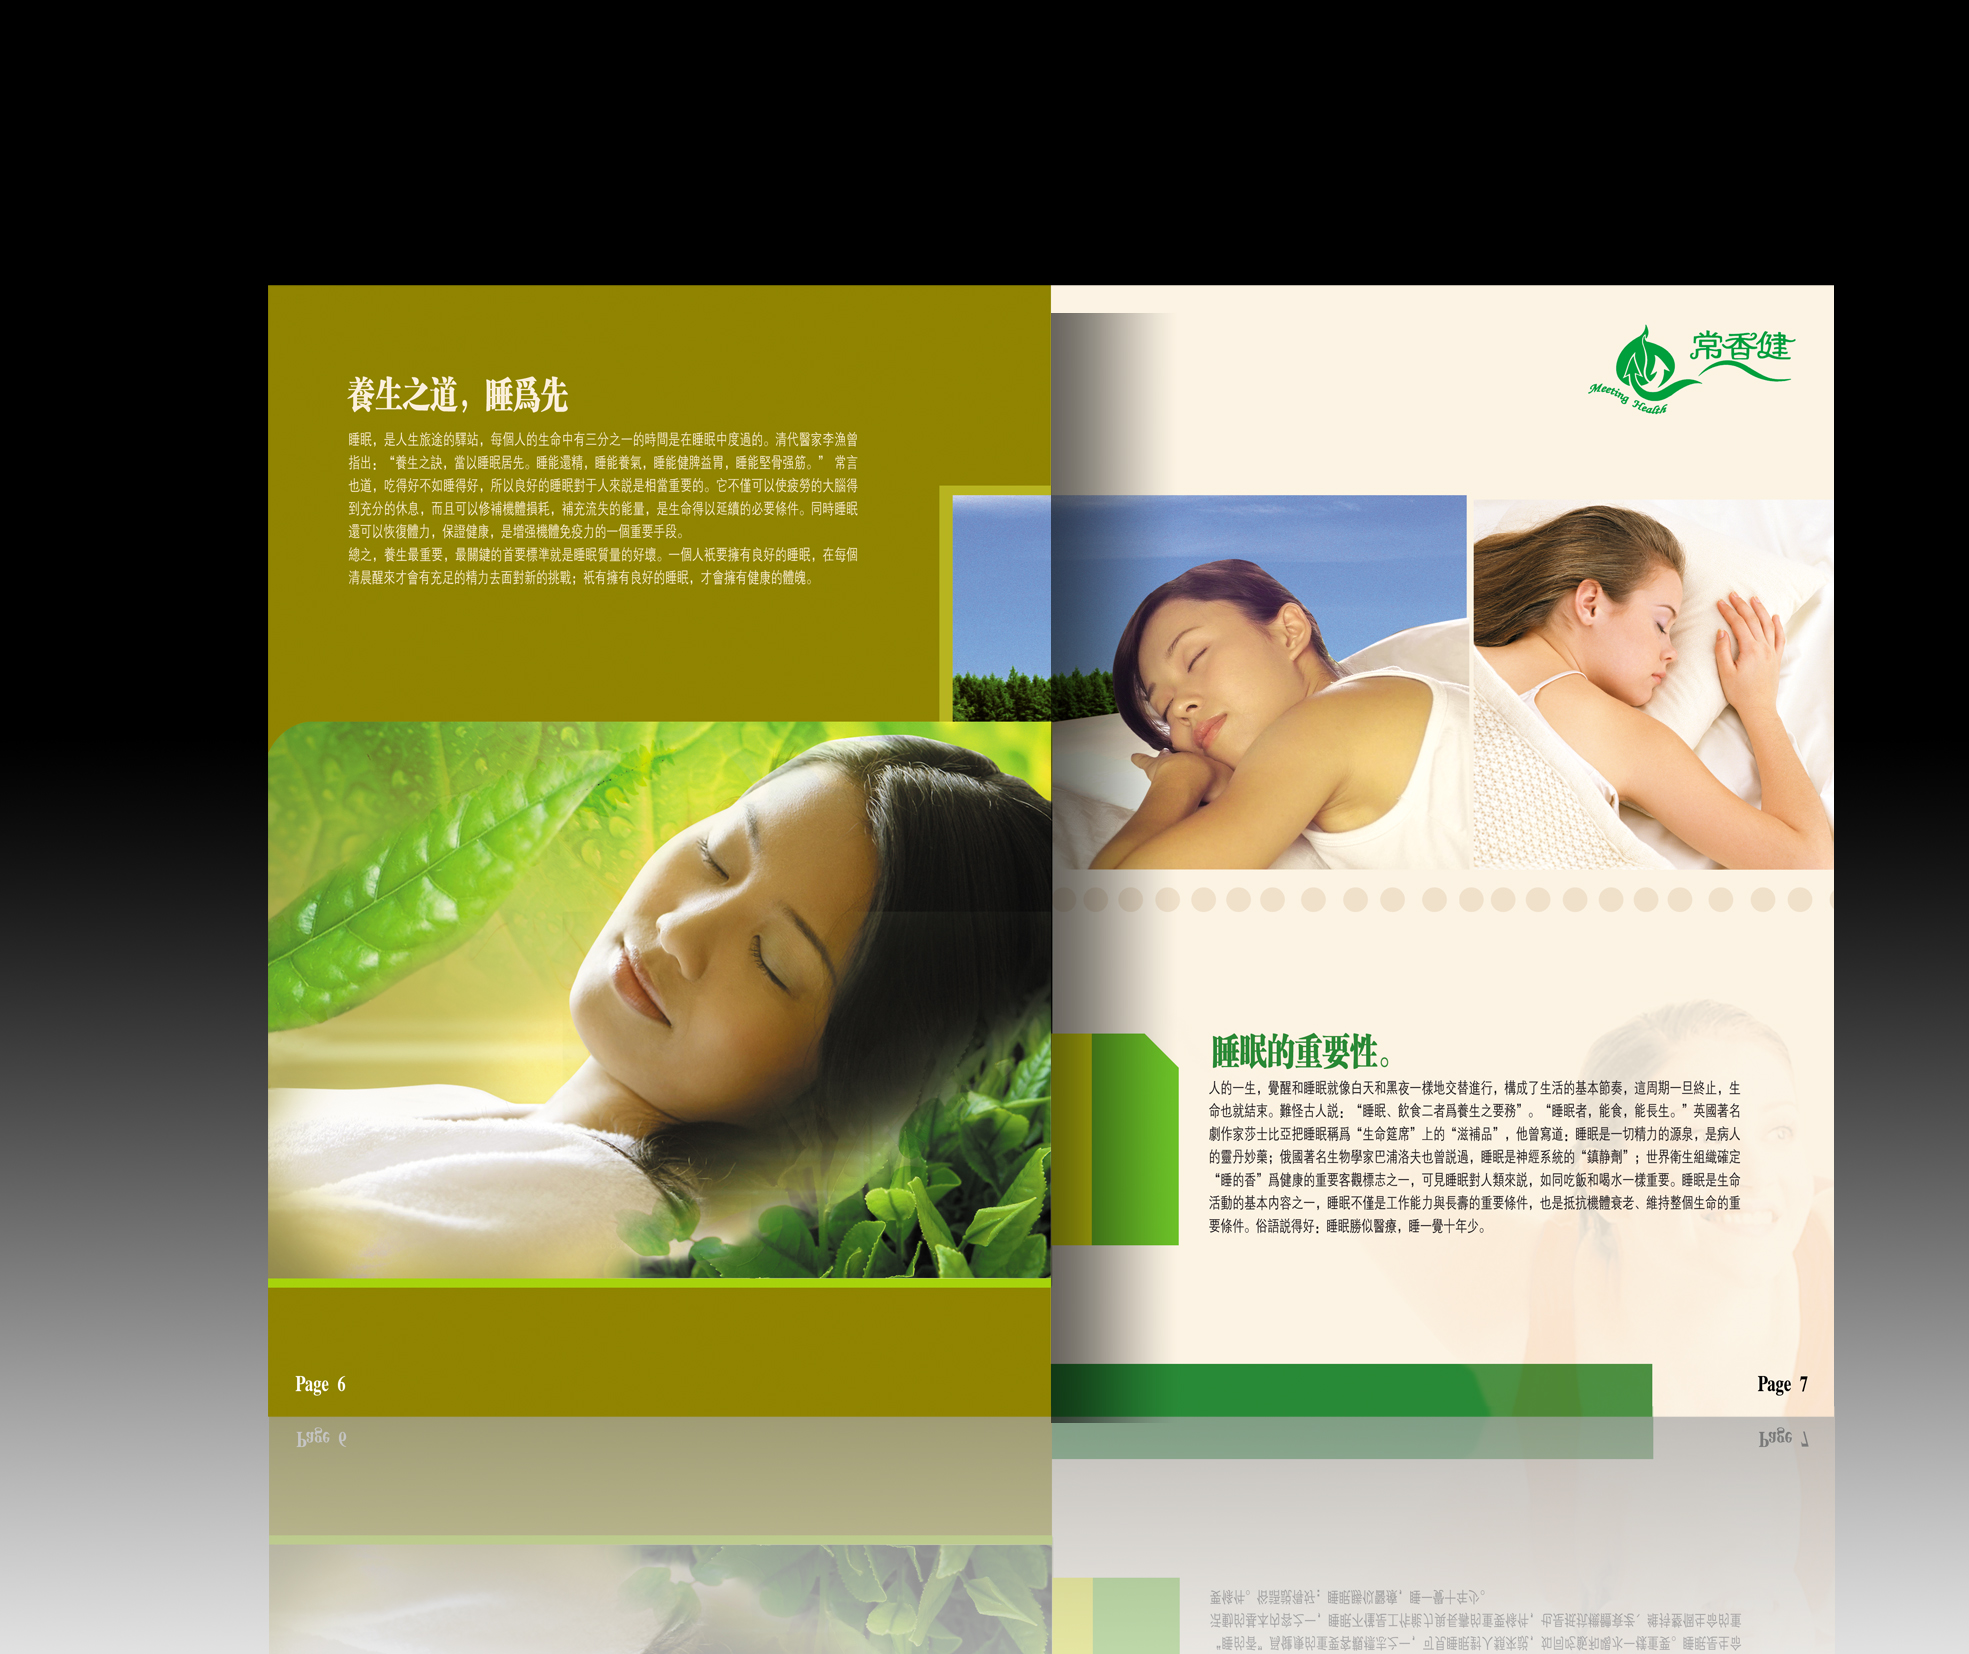 養生之道，睡爲先
睡眠，是人生旅途的驛站，每個人的生命中有三分之一的時間是在睡眠中度過的。清代醫家李漁曾
指出：“養生之訣，當以睡眠居先。睡能還精，睡能養氣，睡能健脾益胃，睡能堅骨强筋。” 常言
也道，吃得好不如睡得好，所以良好的睡眠對于人來説是相當重要的。它不僅可以使疲勞的大腦得
到充分的休息，而且可以修補機體損耗，補充流失的能量，是生命得以延續的必要條件。同時睡眠
還可以恢復體力，保證健康，是增强機體免疫力的一個重要手段。
總之，養生最重要，最關鍵的首要標準就是睡眠質量的好壞。一個人衹要擁有良好的睡眠，在每個
清晨醒來才會有充足的精力去面對新的挑戰；衹有擁有良好的睡眠，才會擁有健康的體魄。
Page 6
常香健
Meeting Health
睡眠的重要性。
人的一生，覺醒和睡眠就像白天和黑夜一樣地交替進行，構成了生活的基本節奏，這周期一旦終止，生
命也就結束。難怪古人説：“睡眠、飲食二者爲養生之要務”。“睡眠者，能食，能長生。”英國著名
劇作家莎士比亞把睡眠稱爲“生命筵席”上的“滋補品”，他曾寫道：睡眠是一切精力的源泉，是病人
的靈丹妙藥；俄國著名生物學家巴浦洛夫也曾説過，睡眠是神經系統的“鎮静劑”；世界衛生組織確定
“睡的香”爲健康的重要客觀標志之一，可見睡眠對人類來説，如同吃飯和喝水一樣重要。睡眠是生命
活動的基本内容之一，睡眠不僅是工作能力與長壽的重要條件，也是抵抗機體衰老、維持整個生命的重
要條件。俗語説得好：睡眠勝似醫療，睡一覺十年少。
Page 7